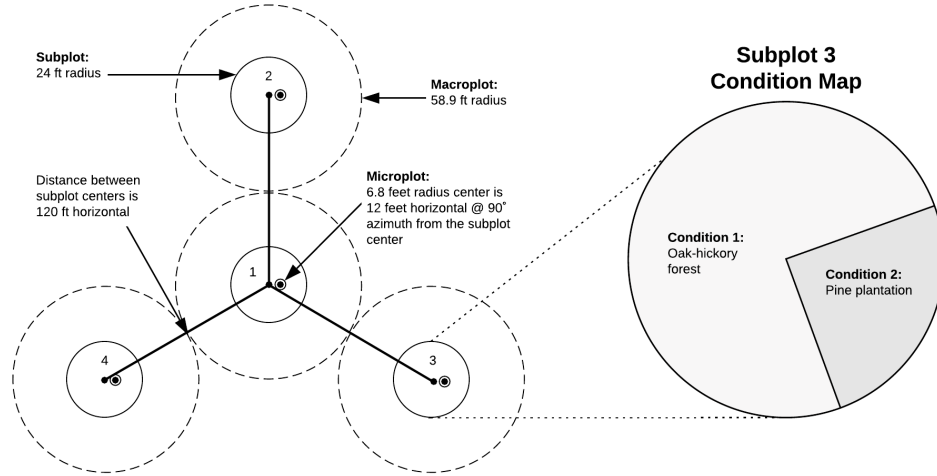 Subplot:
24 ft radius
2
Macroplot:
58.9 ft radius
Distance between
subplot centers is
120 ft horizontal
Microplot:
6.8 feet radius center is
12 feet horizontal @ 90°
azimuth from the subplot
center
1
4
3
Subplot 3
Condition Map
Condition 1:
Oak-hickory
forest
Condition 2:
Pine plantation